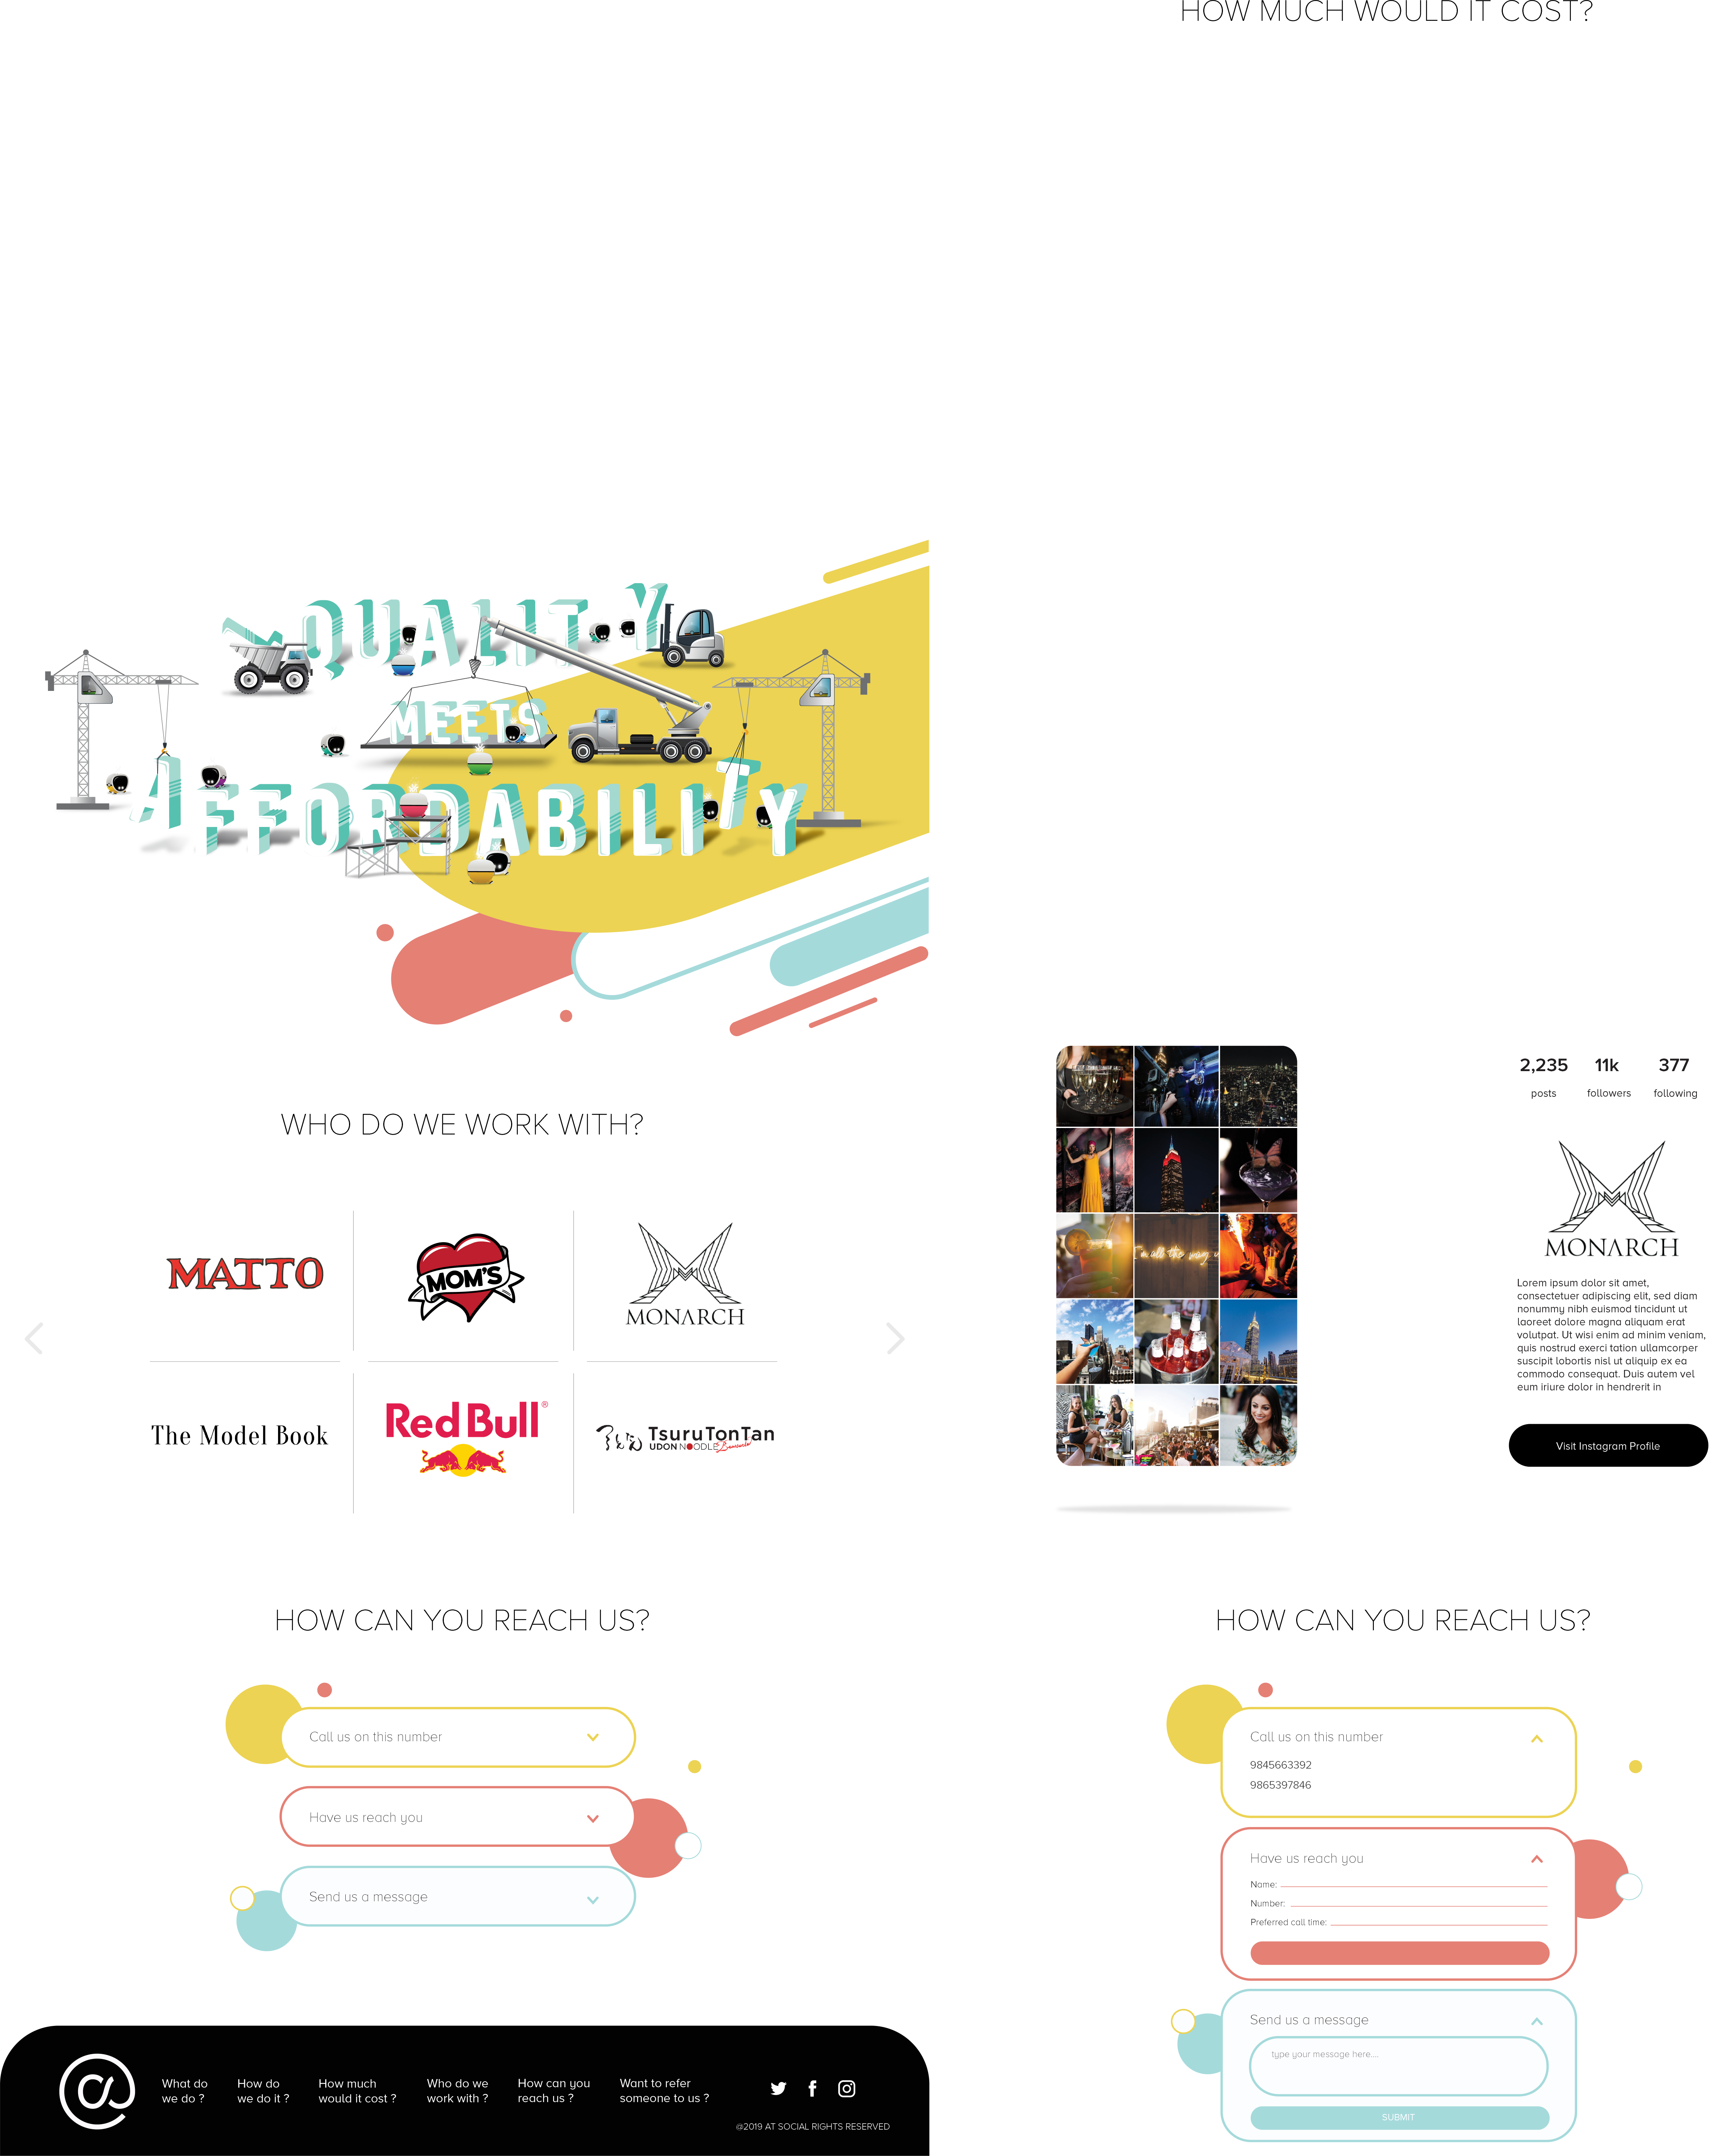 HOW MUCH WOULD IT COST?
QUALITY
MEETS
AFFORDABILITY
WHO DO WE WORK WITH?
MATTO
MOM'S
MONARCH
The Model Book
Red Bull®
TsuruTonTan
UDON NOODLE Brasserie
2,235
11k
377
posts
followers
following
MONARCH
Lorem ipsum dolor sit amet,
consectetuer adipiscing elit, sed diam
nonummy nibh euismod tincidunt ut
laoreet dolore magna aliquam erat
volutpat. Ut wisi enim ad minim veniam,
quis nostrud exerci tation ullamcorper
suscipit lobortis nisl ut aliquip ex ea
commodo consequat. Duis autem vel
eum iriure dolor in hendrerit in
Visit Instagram Profile
HOW CAN YOU REACH US?
Call us on this number
Have us reach you
Send us a message
HOW CAN YOU REACH US?
Call us on this number
9845663392
9865397846
Have us reach you
Name:
Number:
Preferred call time:
Send us a message
type your message here....
SUBMIT
What do
we do ?
How do
we do it ?
How much
would it cost ?
Who do we
work with ?
How can you
reach us ?
Want to refer
someone to us ?
@2019 AT SOCIAL RIGHTS RESERVED